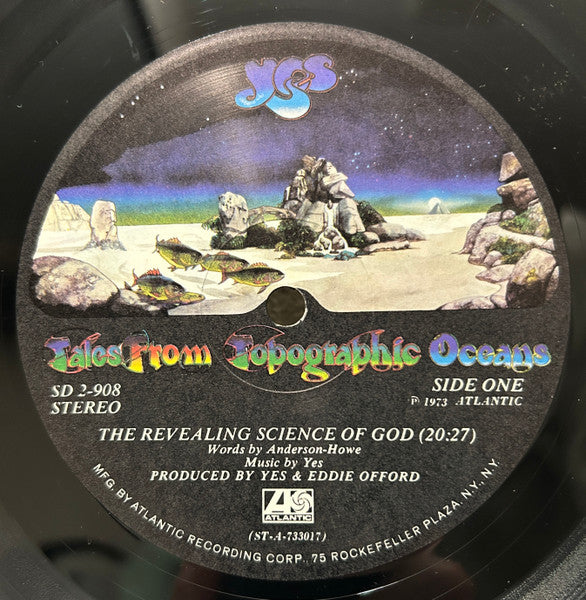 Yes
Tales From Topographic Oceans
SD 2-908
STEREO
SIDE ONE
℗ 1973 ATLANTIC
THE REVEALING SCIENCE OF GOD (20:27)
Words by Anderson-Howe
Music by Yes
PRODUCED BY YES & EDDIE OFFORD
ATLANTIC
(ST-A-733017)
MFG. BY ATLANTIC RECORDING CORP., 75 ROCKEFELLER PLAZA, N.Y., N.Y.